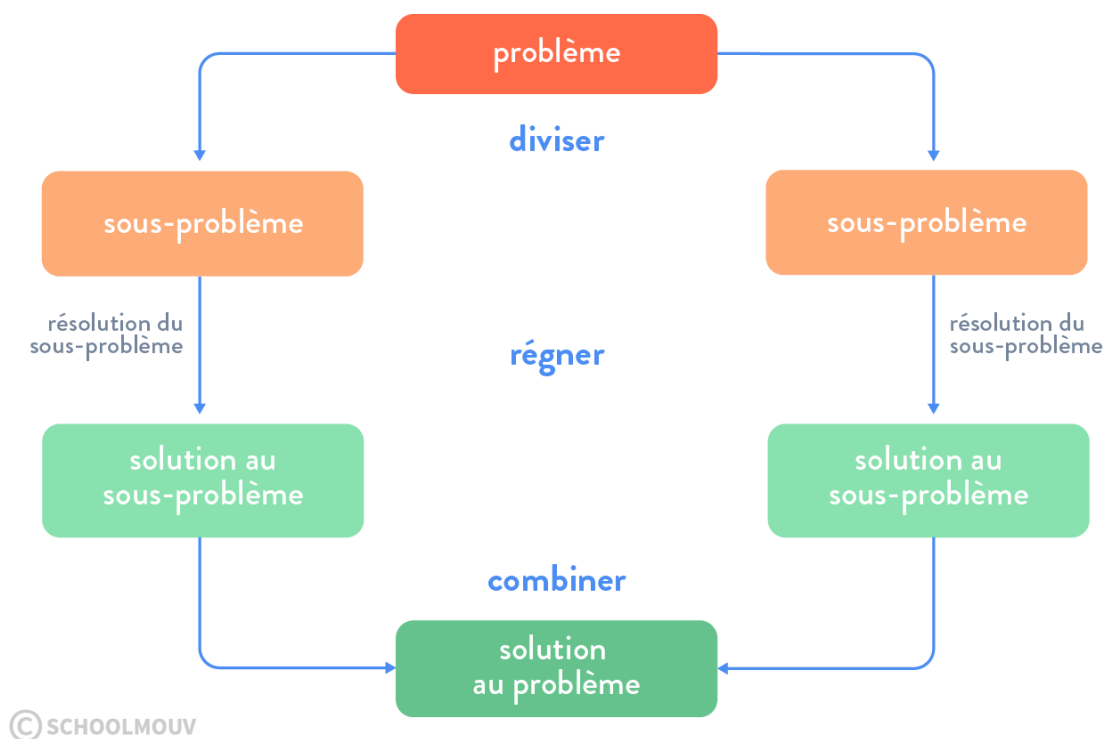 problème
diviser
sous-problème
sous-problème
résolution du
sous-problème
régner
résolution du
sous-problème
solution au
sous-problème
solution au
sous-problème
combiner
solution
au problème
© SCHOOLMOUV